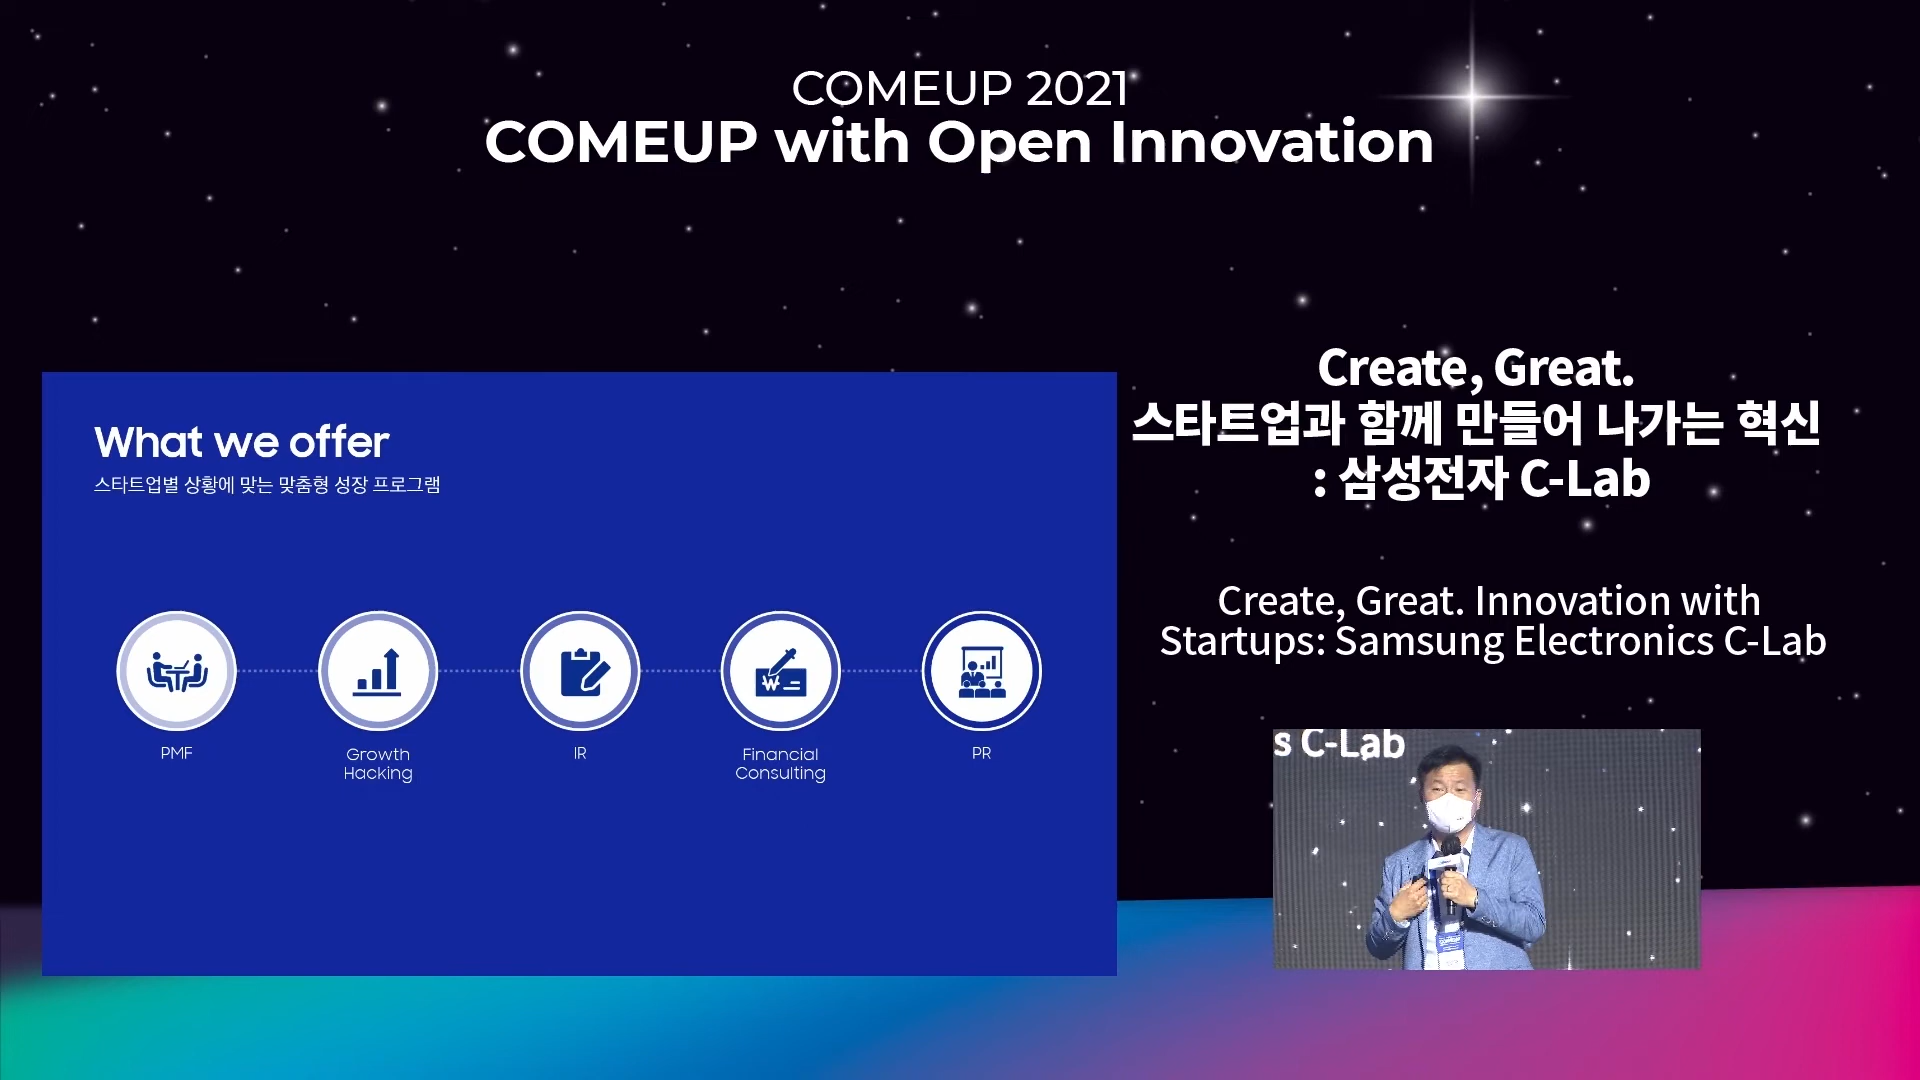 COMEUP 2021
COMEUP with Open Innovation
Create, Great.
스타트업과 함께 만들어 나가는 혁신
: 삼성전자 C-Lab
Create, Great. Innovation with
Startups: Samsung Electronics C-Lab
What we offer
스타트업별 상황에 맞는 맞춤형 성장 프로그램
PMF
Growth
Hacking
IR
Financial
Consulting
PR
s C-Lab